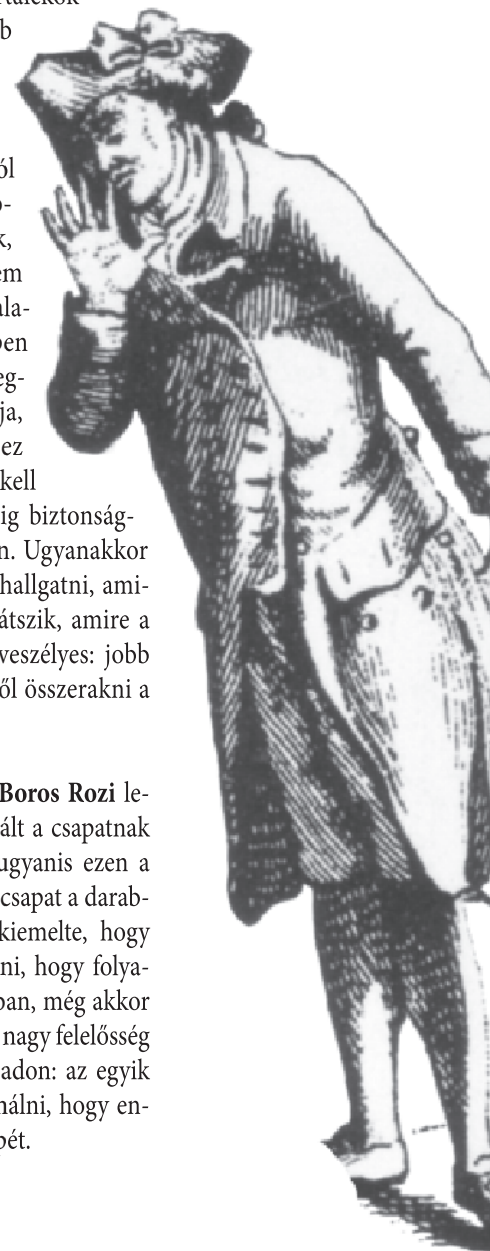 rtalékok
b
ól
o-
k,
em
ala-
ben
eg-
ja,
ez
kell
ig biztonság-
n. Ugyanakkor
hallgatni, ami-
átszik, amire a
veszélyes: jobb
ől összerakni a
Boros Rozi le-
ált a csapatnak
ugyanis ezen a
csapat a darab-
kiemelte, hogy
ni, hogy folya-
ban, még akkor
nagy felelősség
adon: az egyik
nálni, hogy en-
pét.